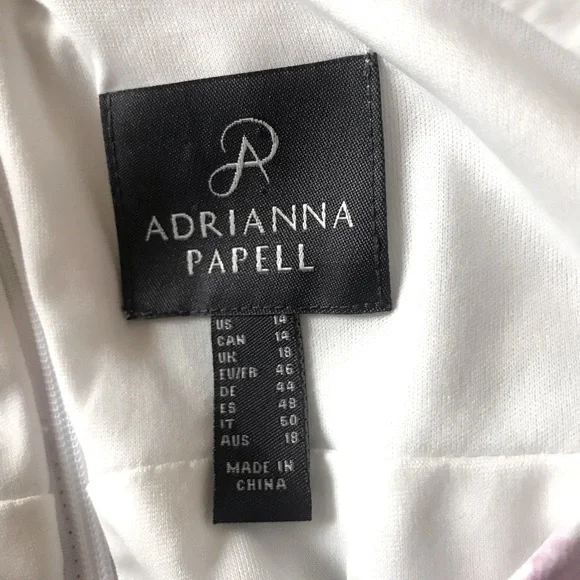 ADRIANNA
PAPELL
US 14
CAN 14
UK 18
EU/FR 46
DE 44
ES 48
IT 50
AUS 18
MADE IN
CHINA